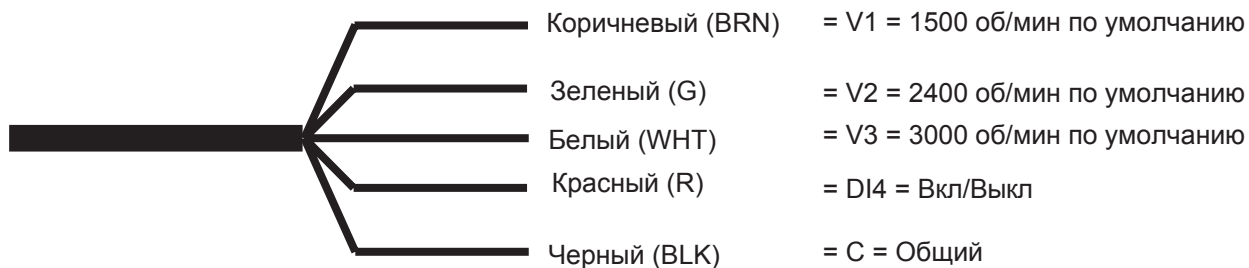 Коричневый (BRN) = V1 = 1500 об/мин по умолчанию
Зеленый (G) = V2 = 2400 об/мин по умолчанию
Белый (WHT) = V3 = 3000 об/мин по умолчанию
Красный (R) = DI4 = Вкл/Выкл
Черный (BLK) = C = Общий